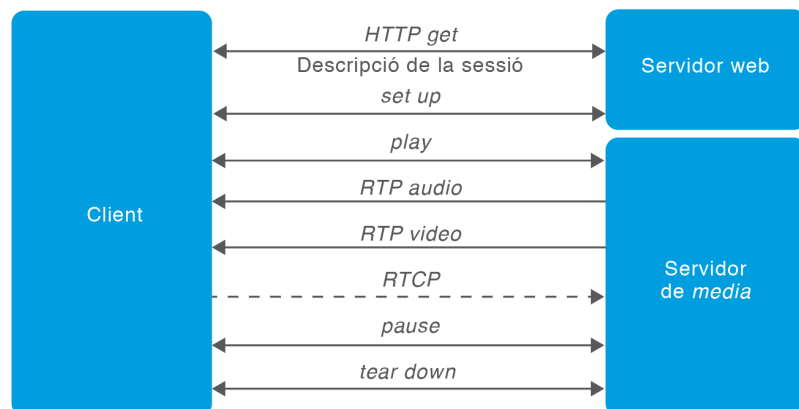 HTTP get
Descripció de la sessió
Servidor web
set up
play
RTP audio
Client
RTP video
Servidor
de media
RTCP
pause
tear down